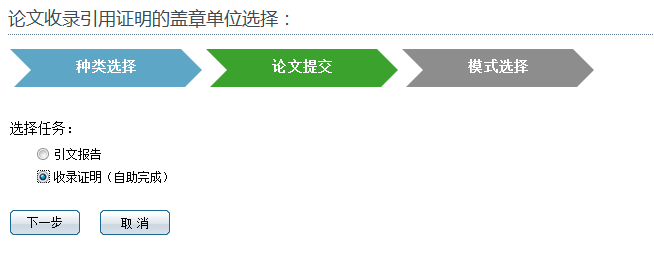 论文收录引用证明的盖章单位选择：
种类选择 论文提交 模式选择
选择任务：
引文报告
收录证明（自助完成）
下一步 取 消